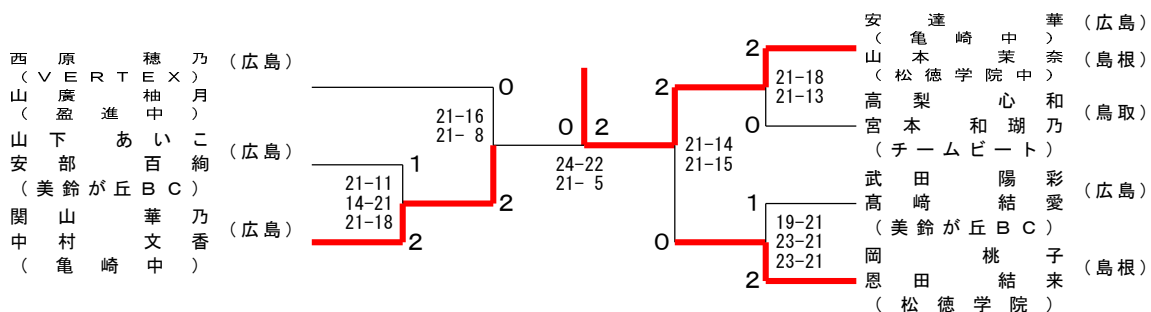 西原 穂乃 (広島)
(VERTEX)
山廣 柚月
(盈進中)
山下 あいこ (広島)
安部 百絢
(美鈴が丘BC)
関山 華乃 (広島)
中村 文香
(亀崎中)
0
21-16
21- 8
1
21-11
14-21
21-18
2
2
0 2
24-22
21- 5
2
21-14
21-15
0
2
21-18
21-13
0
1
19-21
23-21
23-21
2
安達 華 (広島)
(亀崎中)
山本 茉奈 (島根)
(松徳学院中)
高梨 心和 (鳥取)
宮本 和瑚乃
(チームビート)
武田 陽彩 (広島)
髙﨑 結愛
(美鈴が丘BC)
岡 桃子 (島根)
恩田 結来
(松徳学院)